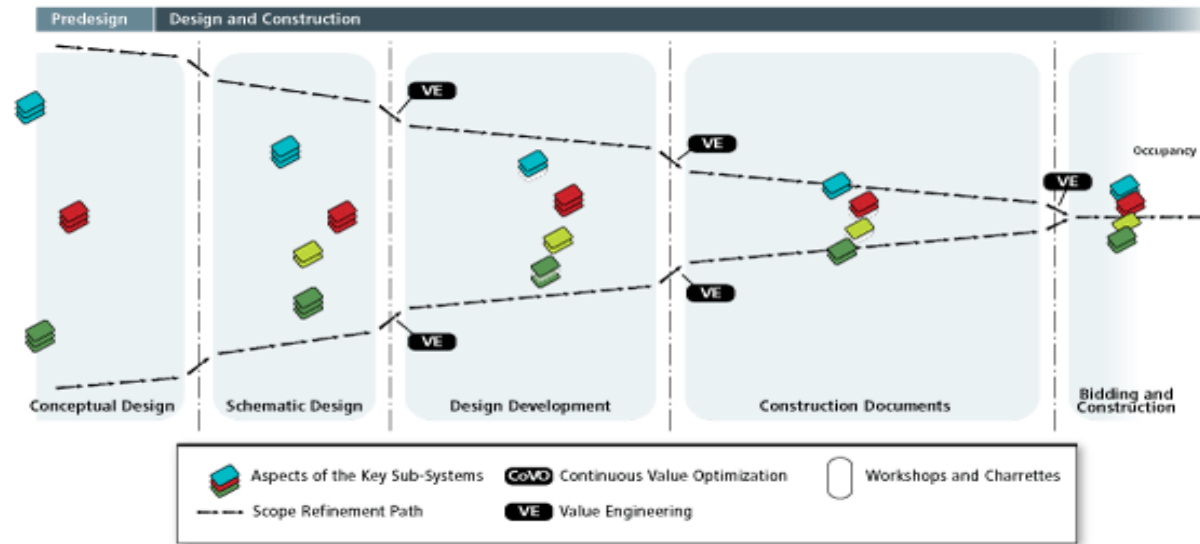 Predesign
Design and Construction
VE
VE
Occupancy
VE
VE
VE
Conceptual Design
Schematic Design
Design Development
Construction Documents
Bidding and
Construction
Aspects of the Key Sub-Systems
CoVO
Continuous Value Optimization
Workshops and Charrettes
Scope Refinement Path
VE
Value Engineering